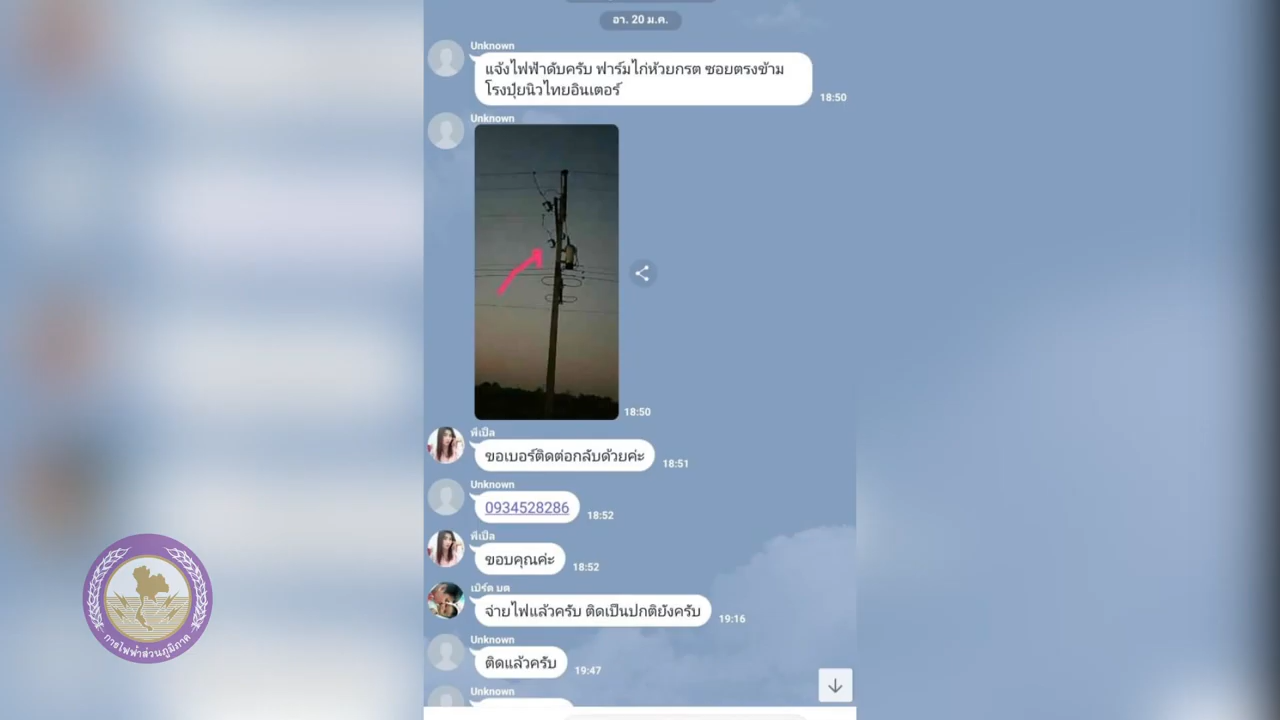 อา. 20 ม.ค.
Unknown
แจ้งไฟฟ้าดับครับ ฟาร์มไก่ห้วยกรต ซอยตรงข้าม
โรงปุ๋ยนิวไทยอินเตอร์
18:50
Unknown
18:50
พี่เปิ้ล
ขอเบอร์ติดต่อกลับด้วยค่ะ
18:51
Unknown
0934528286
18:52
พี่เปิ้ล
ขอบคุณค่ะ
18:52
เบิร์ด บต
จ่ายไฟแล้วครับ ติดเป็นปกติยังครับ
19:16
Unknown
ติดแล้วครับ
19:47
Unknown
การไฟฟ้าส่วนภูมิภาค